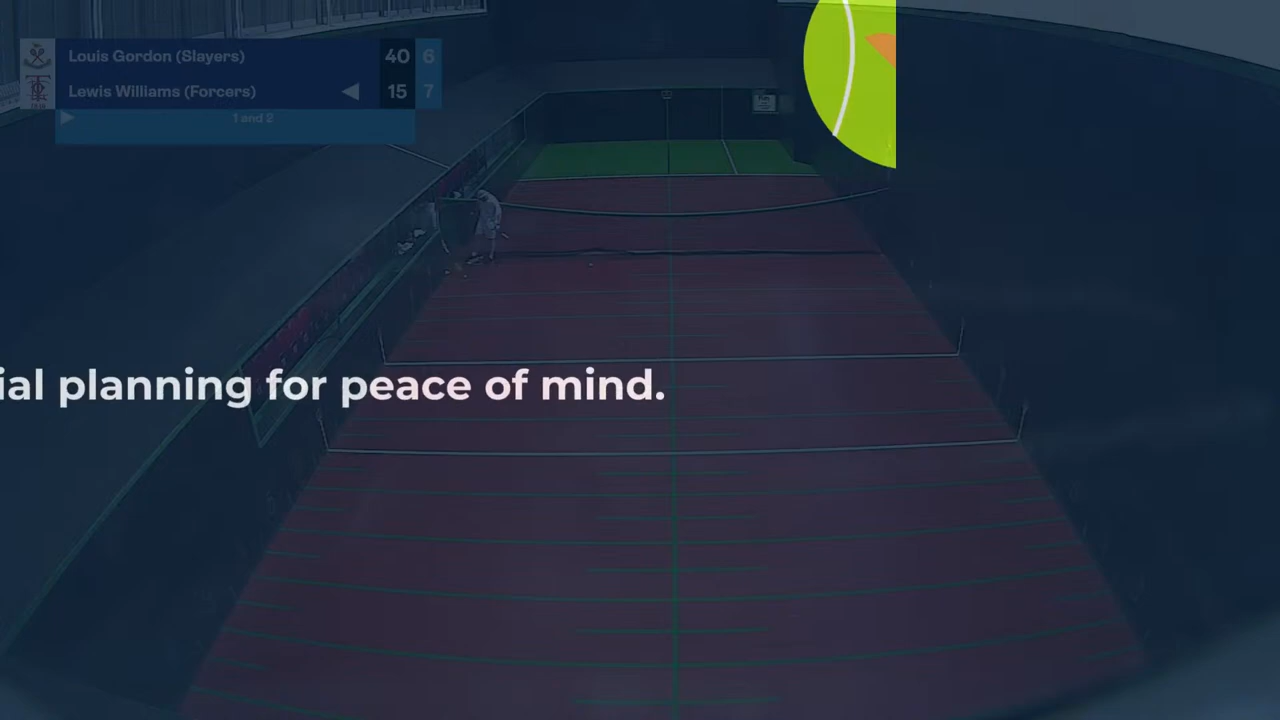 Louis Gordon (Slayers) 40 6
Lewis Williams (Forcers) 15 7
1 and 2
ial planning for peace of mind.